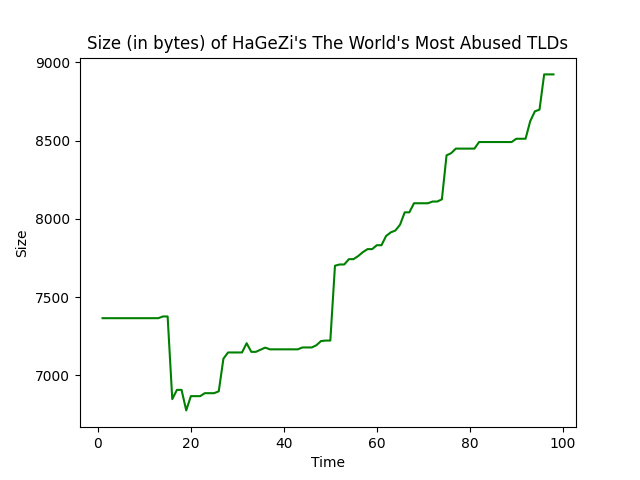 Size (in bytes) of HaGeZi's The World's Most Abused TLDs
9000
8500
8000
7500
7000
Size
0 20 40 60 80 100
Time